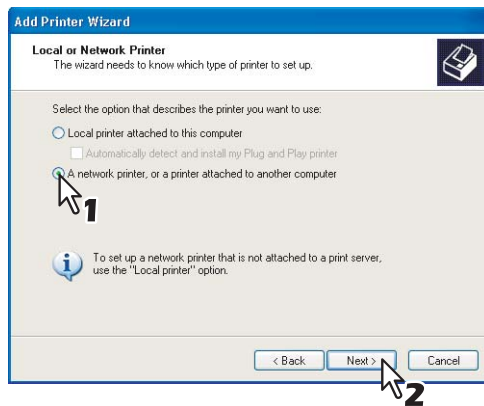 Add Printer Wizard
Local or Network Printer
The wizard needs to know which type of printer to set up.
Select the option that describes the printer you want to use:
Local printer attached to this computer
Automatically detect and install my Plug and Play printer
A network printer, or a printer attached to another computer
1
To set up a network printer that is not attached to a print server,
use the "Local printer" option.
< Back Next > Cancel
2